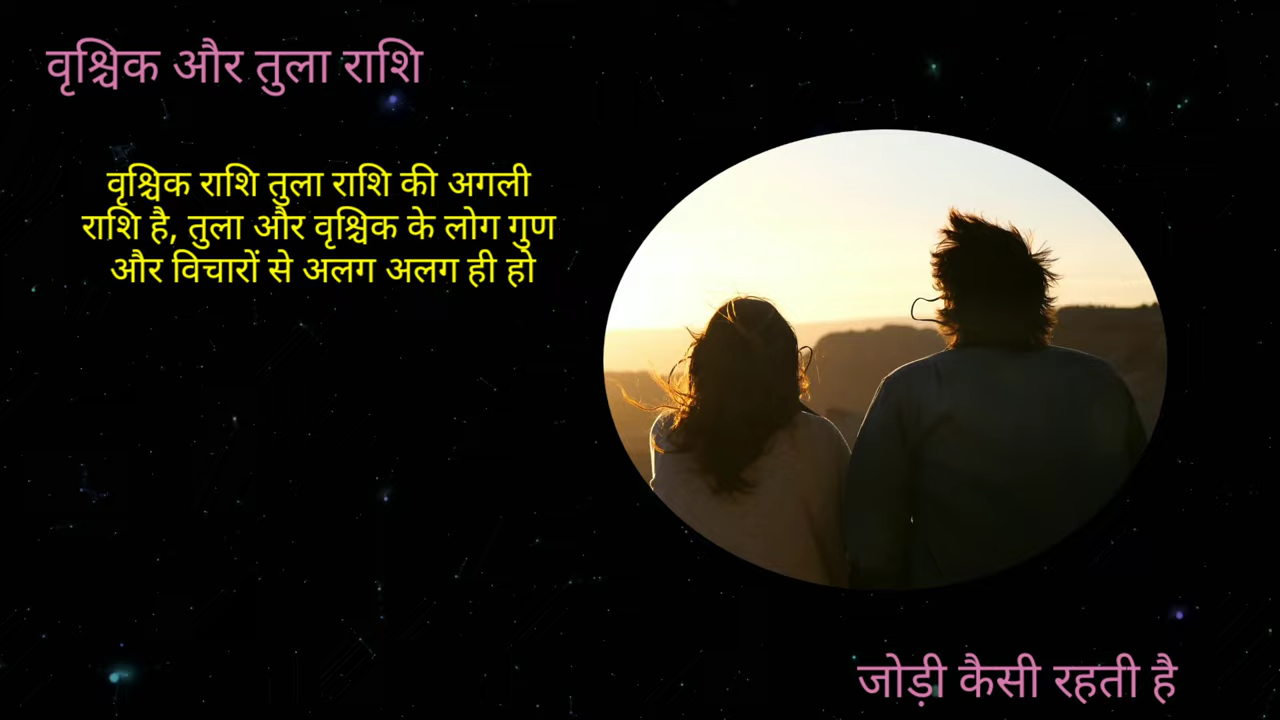 वृश्चिक और तुला राशि
वृश्चिक राशि तुला राशि की अगली
राशि है, तुला और वृश्चिक के लोग गुण
और विचारों से अलग अलग ही हो
जोड़ी कैसी रहती है